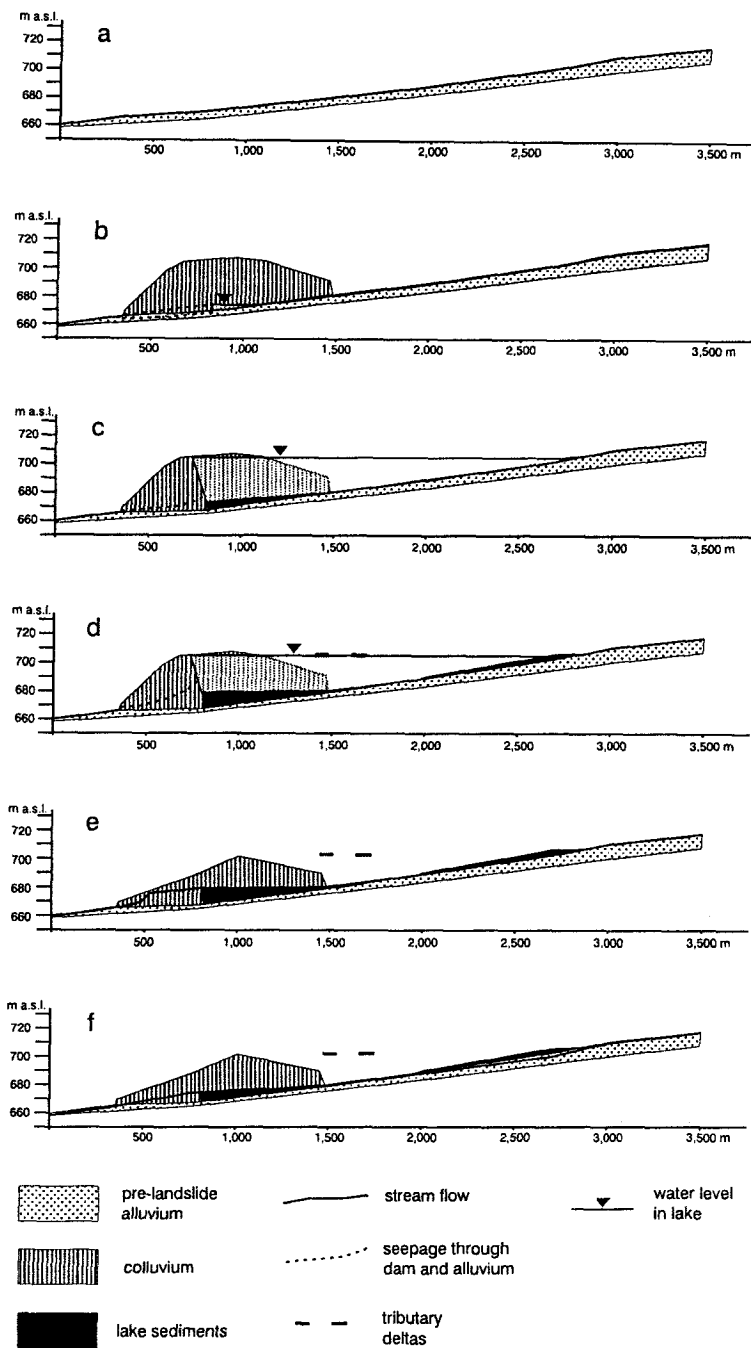 m a.s.l.
a
720
700
680
660
500 1,000 1,500 2,000 2,500 3,000 3,500 m
m a.s.l.
b
720
700
680
660
500 1,000 1,500 2,000 2,500 3,000 3,500 m
m a.s.l.
c
720
700
680
660
500 1,000 1,500 2,000 2,500 3,000 3,500 m
m a.s.l.
d
720
700
680
660
500 1,000 1,500 2,000 2,500 3,000 3,500 m
m a.s.l.
e
720
700
680
660
500 1,000 1,500 2,000 2,500 3,000 3,500 m
m a.s.l.
f
720
700
680
660
500 1,000 1,500 2,000 2,500 3,000 3,500 m
pre-landslide
alluvium
stream flow
water level
in lake
colluvium
seepage through
dam and alluvium
lake sediments
tributary
deltas